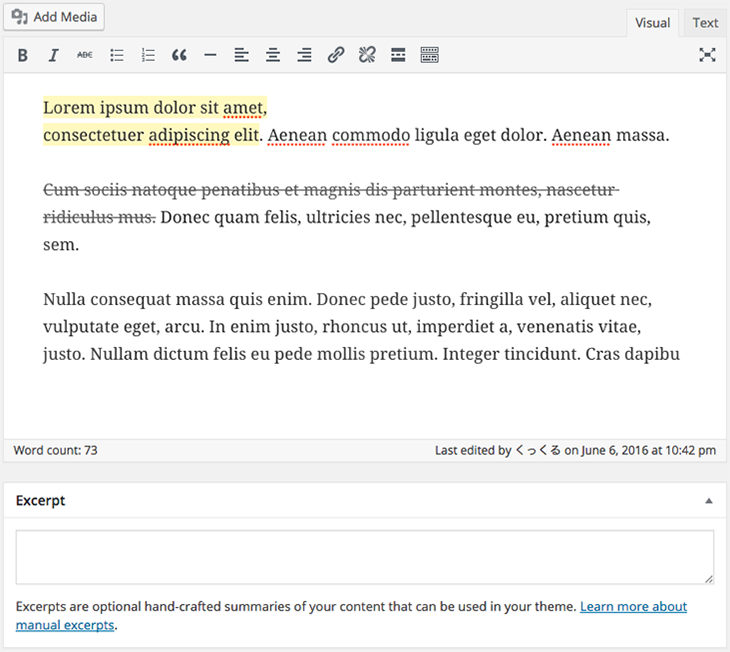 Add Media
Visual Text
B I ABC
Lorem ipsum dolor sit amet,
consectetuer adipiscing elit. Aenean commodo ligula eget dolor. Aenean massa.
Cum sociis natoque penatibus et magnis dis parturient montes, nascetur
ridiculus mus. Donec quam felis, ultricies nec, pellentesque eu, pretium quis,
sem.
Nulla consequat massa quis enim. Donec pede justo, fringilla vel, aliquet nec,
vulputate eget, arcu. In enim justo, rhoncus ut, imperdiet a, venenatis vitae,
justo. Nullam dictum felis eu pede mollis pretium. Integer tincidunt. Cras dapibu
Word count: 73 Last edited by くっくる on June 6, 2016 at 10:42 pm
Excerpt
Excerpts are optional hand-crafted summaries of your content that can be used in your theme. Learn more about
manual excerpts.